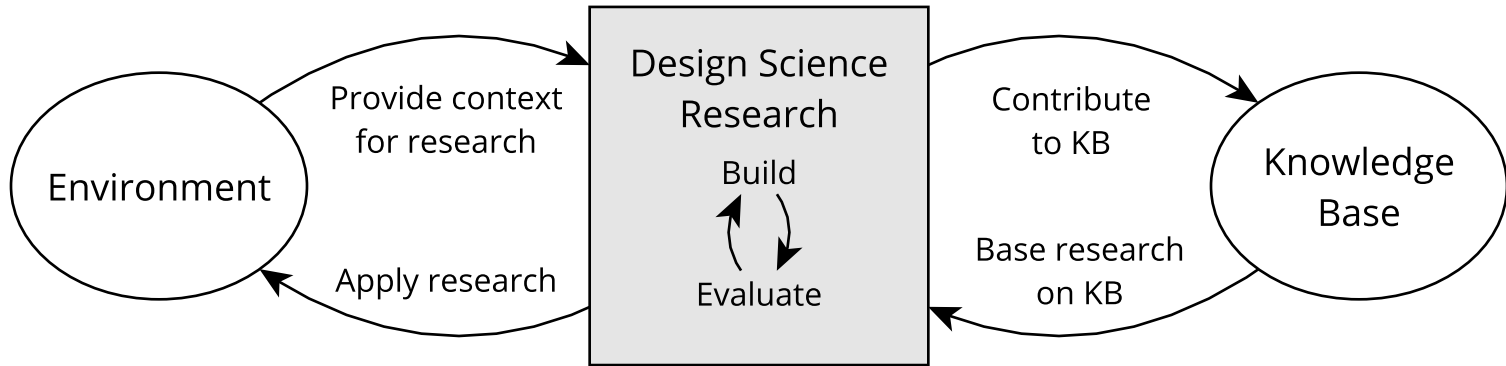 Environment
Provide context
for research
Apply research
Design Science
Research
Build
Evaluate
Contribute
to KB
Base research
on KB
Knowledge
Base